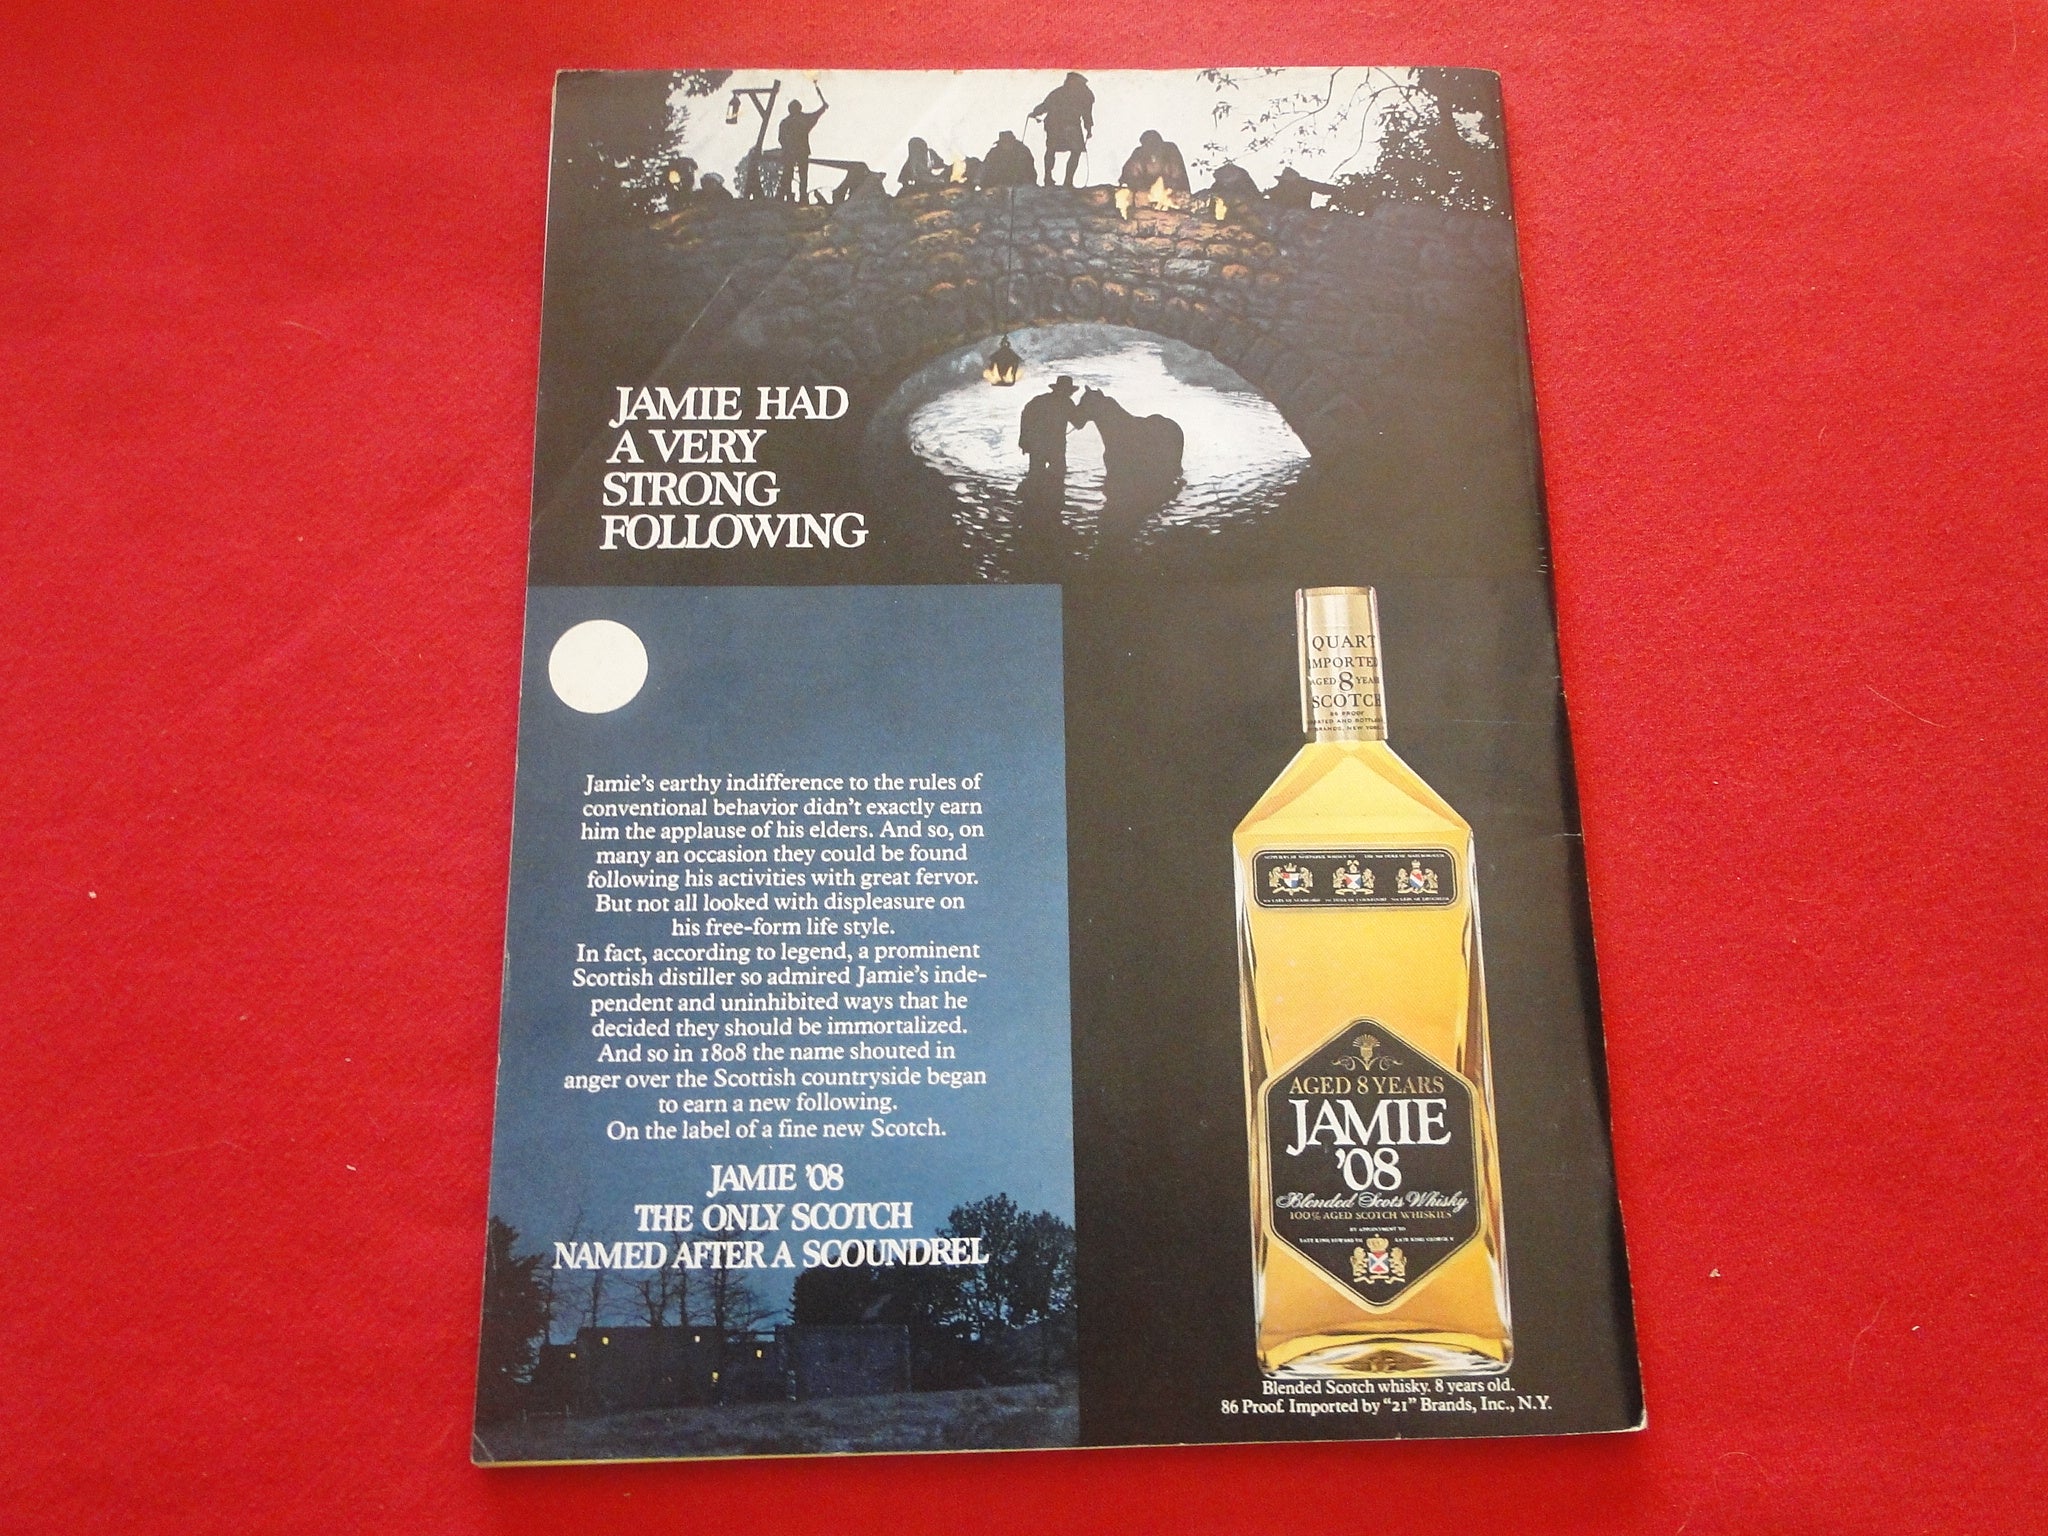 JAMIE HAD
A VERY
STRONG
FOLLOWING
Jamie's earthy indifference to the rules of
conventional behavior didn't exactly earn
him the applause of his elders. And so, on
many an occasion they could be found
following his activities with great fervor.
But not all looked with displeasure on
his free-form life style.
In fact, according to legend, a prominent
Scottish distiller so admired Jamie's inde-
pendent and uninhibited ways that he
decided they should be immortalized.
And so in 1808 the name shouted in
anger over the Scottish countryside began
to earn a new following.
On the label of a fine new Scotch.
JAMIE '08
THE ONLY SCOTCH
NAMED AFTER A SCOUNDREL
QUART
IMPORTED
AGED 8 YEAR
SCOTCH
86 PROOF
BRANDS, NEW YORK
AGED 8 YEARS
JAMIE
'08
Blended Scots Whisky
100% AGED SCOTCH WHISKIES
BY APPOINTMENT TO
Blended Scotch whisky. 8 years old.
86 Proof. Imported by "21" Brands, Inc., N.Y.